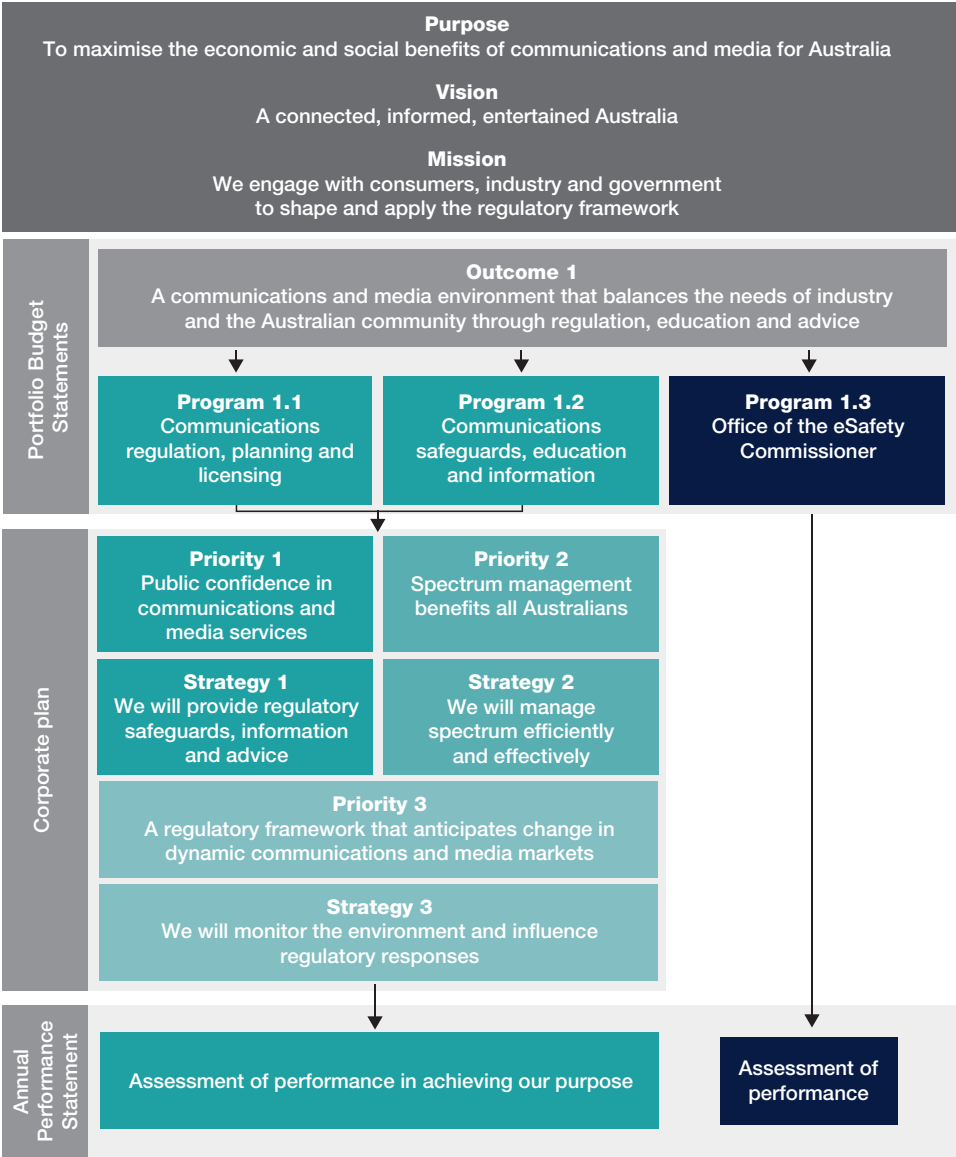 Purpose
To maximise the economic and social benefits of communications and media for Australia
Vision
A connected, informed, entertained Australia
Mission
We engage with consumers, industry and government
to shape and apply the regulatory framework
Portfolio Budget
Statements
Outcome 1
A communications and media environment that balances the needs of industry
and the Australian community through regulation, education and advice
Program 1.1
Communications
regulation, planning and
licensing
Program 1.2
Communications
safeguards, education
and information
Program 1.3
Office of the eSafety
Commissioner
Corporate plan
Priority 1
Public confidence in
communications and
media services
Priority 2
Spectrum management
benefits all Australians
Strategy 1
We will provide regulatory
safeguards, information
and advice
Strategy 2
We will manage
spectrum efficiently
and effectively
Priority 3
A regulatory framework that anticipates change in
dynamic communications and media markets
Strategy 3
We will monitor the environment and influence
regulatory responses
Annual
Performance
Statement
Assessment of performance in achieving our purpose
Assessment of
performance